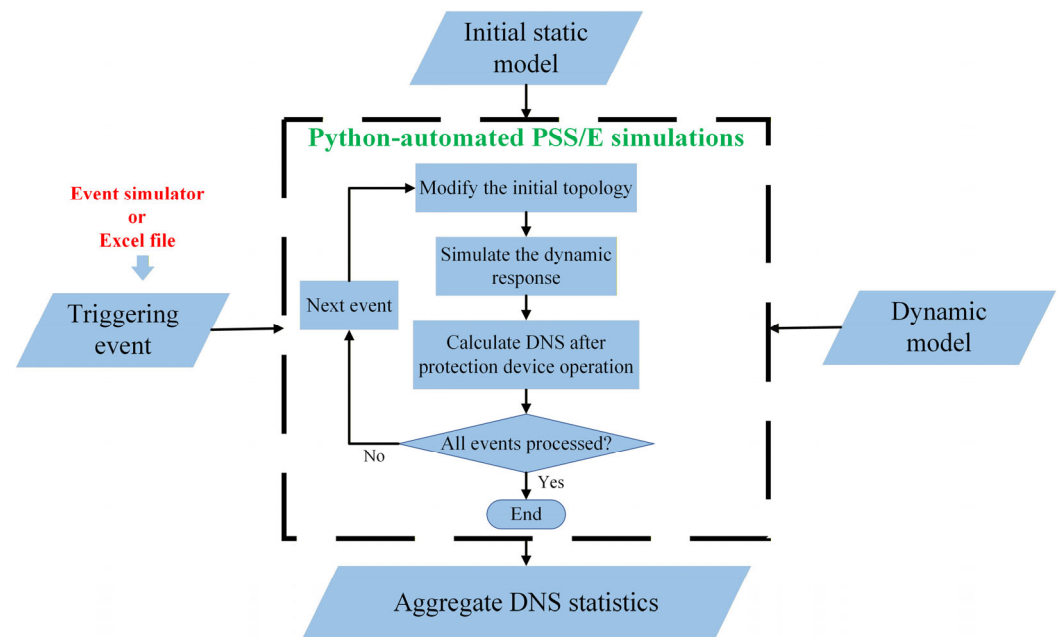 Initial static
model
Python-automated PSS/E simulations
Modify the initial topology
Event simulator
or
Excel file
Simulate the dynamic
response
Next event
Triggering
event
Dynamic
model
Calculate DNS after
protection device operation
All events processed?
No
Yes
End
Aggregate DNS statistics